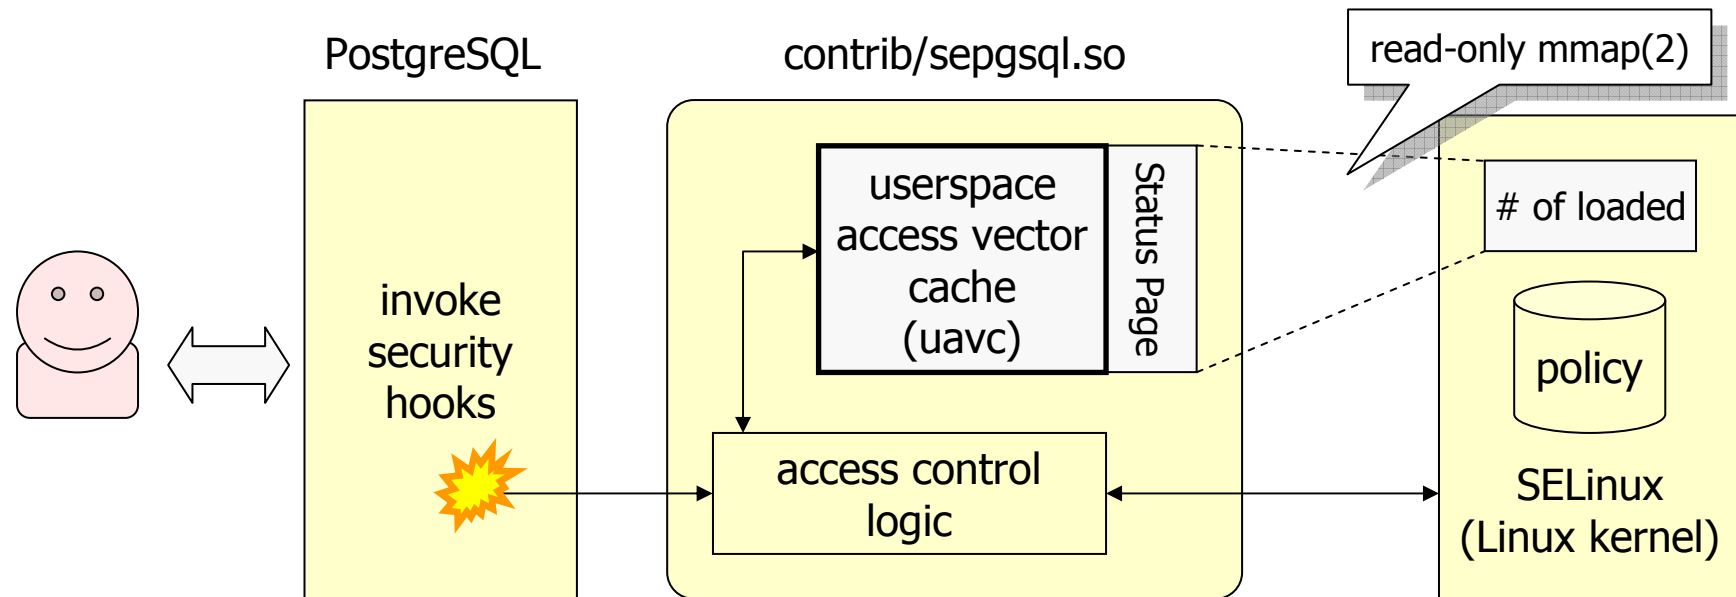 PostgreSQL
contrib/sepgsql.so
read-only mmap(2)
invoke
security
hooks
userspace
access vector
cache
(uavc)
Status Page
access control
logic
# of loaded
policy
SELinux
(Linux kernel)